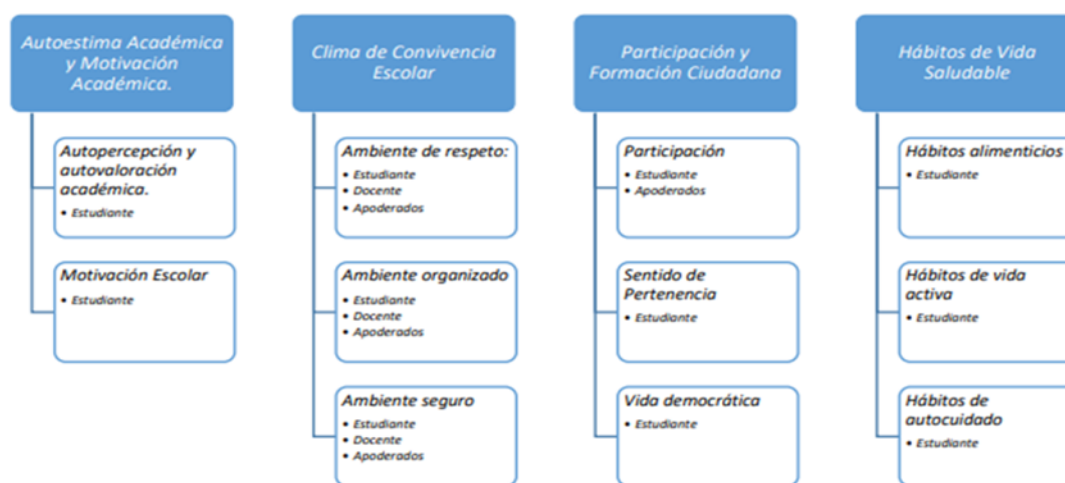 Autoestima Académica
y Motivación
Académica.
Autopercepción y
autovaloración
académica.
• Estudiante
Motivación Escolar
• Estudiante
Clima de Convivencia
Escolar
Ambiente de respeto:
• Estudiante
• Docente
• Apoderados
Ambiente organizado
• Estudiante
• Docente
• Apoderados
Ambiente seguro
• Estudiante
• Docente
• Apoderados
Participación y
Formación Ciudadana
Participación
• Estudiante
• Apoderados
Sentido de
Pertenencia
• Estudiante
Vida democrática
• Estudiante
Hábitos de Vida
Saludable
Hábitos alimenticios
• Estudiante
Hábitos de vida
activa
• Estudiante
Hábitos de
autocuidado
• Estudiante